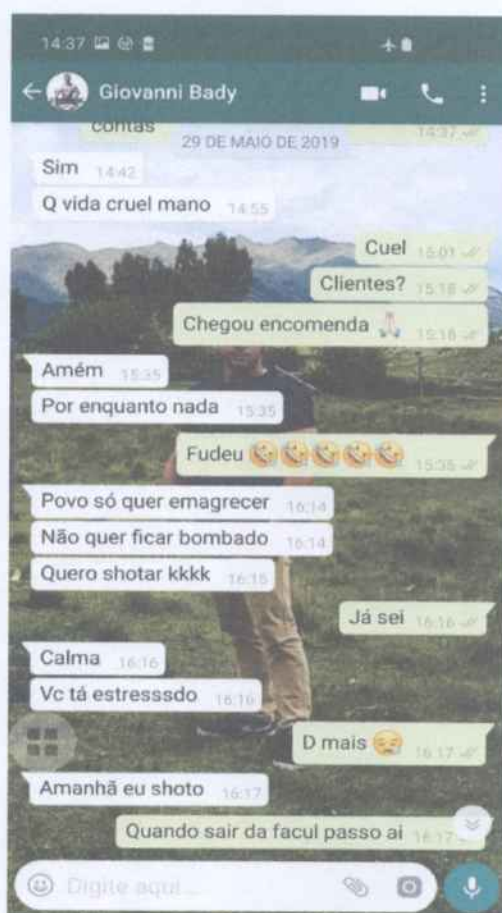 14:37
Giovanni Bady
contas 14:37
29 DE MAIO DE 2019
Sim 14:42
Q vida cruel mano 14:55
Cuel 15:01
Clientes? 15:18
Chegou encomenda 🙏 15:18
Amém 15:35
Por enquanto nada 15:35
Fudeu 🤪🤪🤪🤪🤪 15:35
Povo só quer emagrecer 16:14
Não quer ficar bombado 16:14
Quero shotar kkkk 16:15
Já sei 16:16
Calma 16:16
Vc tá estresssdo 16:16
D mais 😪 16:17
Amanhã eu shoto 16:17
Quando sair da facul passo ai 16:17
Digite aqui...